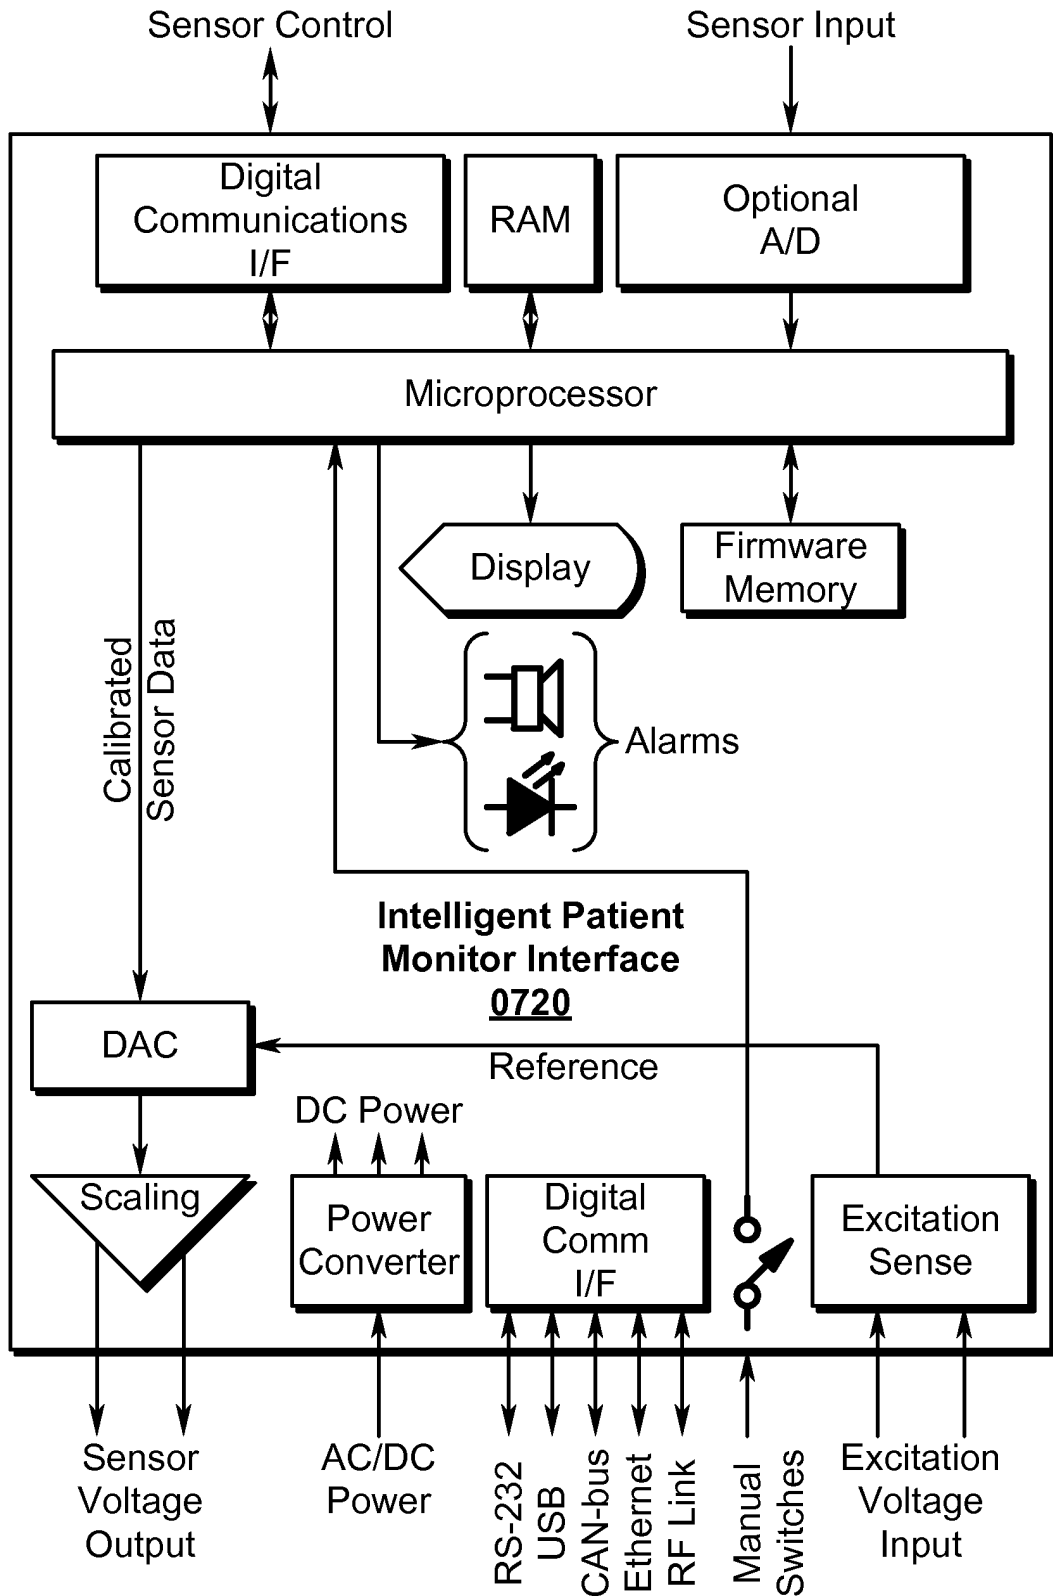 Sensor Control
Sensor Input
Digital
Communications
I/F
RAM
Optional
A/D
Microprocessor
Display
Firmware
Memory
Calibrated
Sensor Data
Alarms
Intelligent Patient
Monitor Interface
0720
DAC
Reference
DC Power
Scaling
Power
Converter
Digital
Comm
I/F
Excitation
Sense
Sensor
Voltage
Output
AC/DC
Power
RS-232
USB
CAN-bus
Ethernet
RF Link
Manual
Switches
Excitation
Voltage
Input